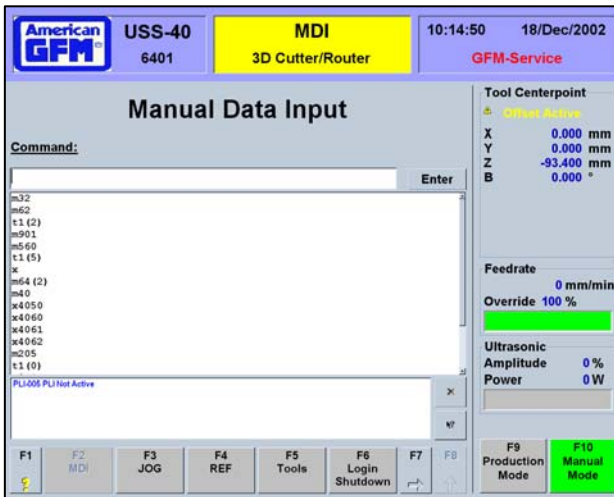 American
GFM®
USS-40
6401
MDI
3D Cutter/Router
10:14:50 18/Dec/2002
GFM-Service
Manual Data Input
Command:
Enter
m32
m62
t1(2)
m901
m560
t1(5)
x
m64(2)
m40
x4050
x4060
x4061
x4062
m205
t1(0)
PLI-005 PLI Not Active
Tool Centerpoint
Offset Active
X 0.000 mm
Y 0.000 mm
Z -93.400 mm
B 0.000 °
Feedrate
0 mm/min
Override 100 %
Ultrasonic
Amplitude 0 %
Power 0 W
F1
?
F2
MDI
F3
JOG
F4
REF
F5
Tools
F6
Login
Shutdown
F7
F8
F9
Production
Mode
F10
Manual
Mode